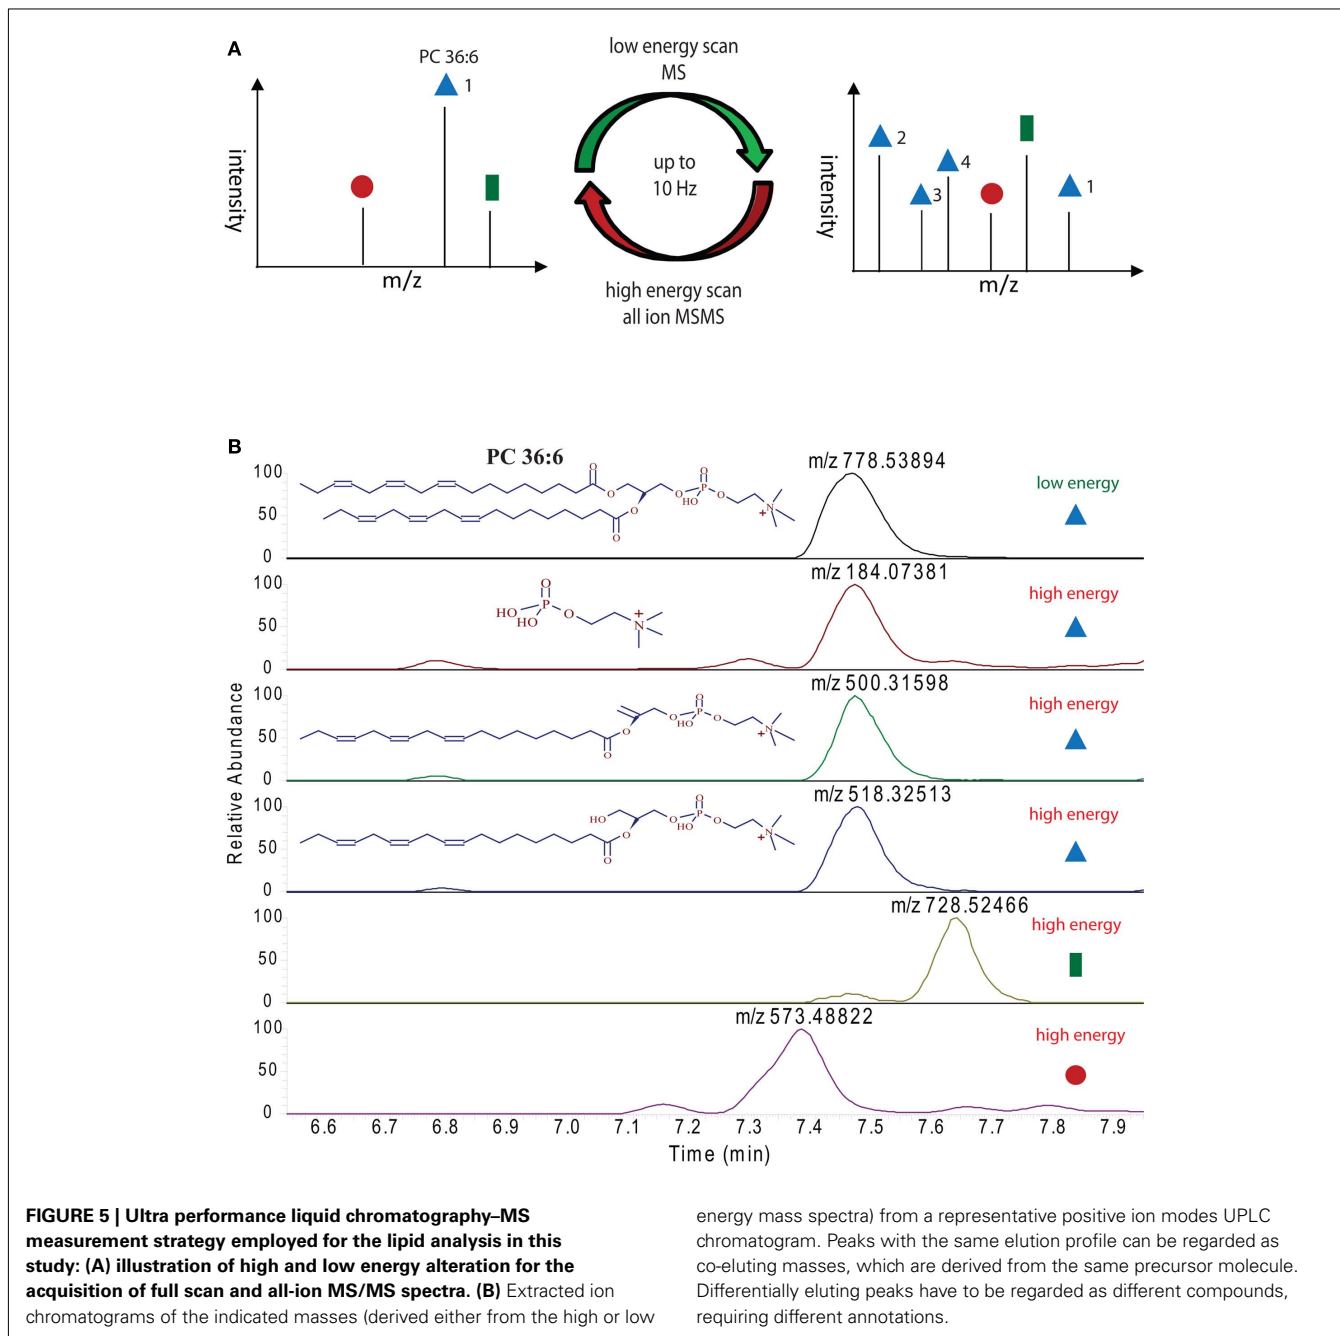 A
PC 36:6
1
intensity
m/z
low energy scan
MS
up to
10 Hz
high energy scan
all ion MSMS
2
3
4
1
intensity
m/z
B
Relative Abundance
PC 36:6
m/z 778.53894
low energy
100
50
0
O
O
O
O
O
P
HO
O
N
+
m/z 184.07381
high energy
100
50
0
O
P
HO
HO
O
N
+
m/z 500.31598
high energy
100
50
0
O
O
O
O
P
HO
O
N
+
m/z 518.32513
high energy
100
50
0
HO
O
O
O
O
P
HO
O
N
+
m/z 728.52466
high energy
100
50
0
m/z 573.48822
high energy
100
50
0
6.6 6.7 6.8 6.9 7.0 7.1 7.2 7.3 7.4 7.5 7.6 7.7 7.8 7.9
Time (min)
FIGURE 5 | Ultra performance liquid chromatography–MS
measurement strategy employed for the lipid analysis in this
study: (A) illustration of high and low energy alteration for the
acquisition of full scan and all-ion MS/MS spectra. (B) Extracted ion
chromatograms of the indicated masses (derived either from the high or low
energy mass spectra) from a representative positive ion modes UPLC
chromatogram. Peaks with the same elution profile can be regarded as
co-eluting masses, which are derived from the same precursor molecule.
Differentially eluting peaks have to be regarded as different compounds,
requiring different annotations.